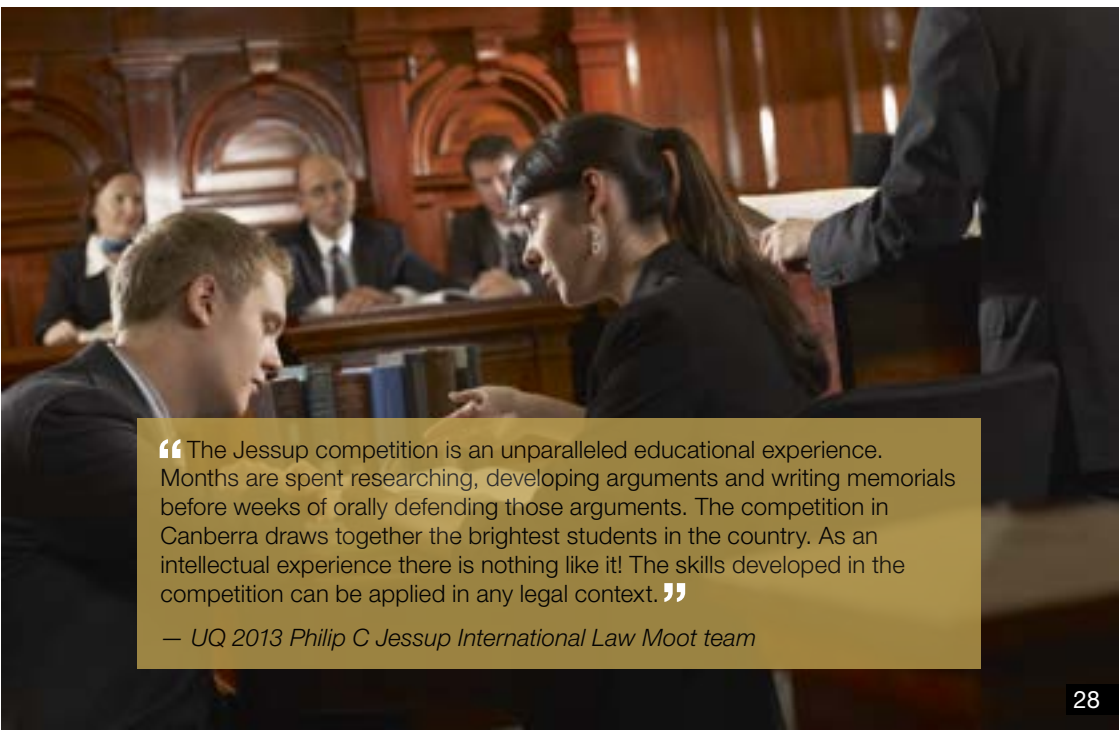 “ The Jessup competition is an unparalleled educational experience.
Months are spent researching, developing arguments and writing memorials
before weeks of orally defending those arguments. The competition in
Canberra draws together the brightest students in the country. As an
intellectual experience there is nothing like it! The skills developed in the
competition can be applied in any legal context. ”
— UQ 2013 Philip C Jessup International Law Moot team
28